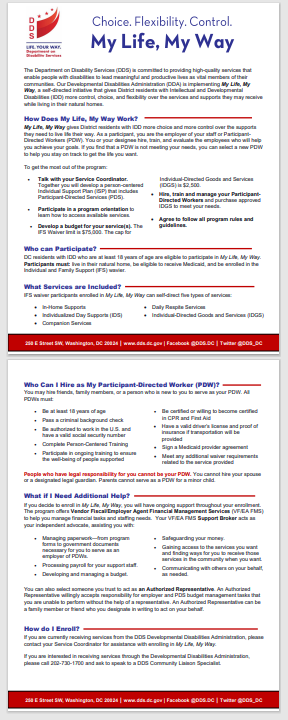 DDS
LIFE. YOUR WAY.
Department on
Disability Services
Choice. Flexibility. Control.
My Life, My Way
The Department on Disability Services (DDS) is committed to providing high-quality services that
enable people with disabilities to lead meaningful and productive lives as vital members of their
communities. Our Developmental Disabilities Administration (DDA) is implementing My Life, My
Way, a self-directed initiative that gives District residents with Intellectual and Developmental
Disabilities (IDD) more control, choice, and flexibility over the services and supports they may receive
while living in their natural homes.
How Does My Life, My Way Work?
My Life, My Way gives District residents with IDD more choice and more control over the supports
they need to live their way. As a participant, you are the employer of your staff or Participant-
Directed Workers (PDW). You or your designee hire, train, and evaluate the employees who will help
you achieve your goals. If you find that a PDW is not meeting your needs, you can select a new PDW
to help you stay on track to get the life you want.
To get the most out of the program:
Talk with your Service Coordinator.
Together you will develop a person-centered
Individual Support Plan (ISP) that includes
Participant-Directed Services (PDS).
Participate in a program orientation to
learn how to access available services.
Develop a budget for your service(s). The
IFS Waiver limit is $75,000. The cap for
Individual-Directed Goods and Services
(IDGS) is $2,500.
Hire, train and manage your Participant-
Directed Workers and purchase approved
IDGS to meet your needs.
Agree to follow all program rules and
guidelines.
Who can Participate?
DC residents with IDD who are at least 18 years of age are eligible to participate in My Life, My Way.
Participants must: live in their natural home, be eligible to receive Medicaid, and be enrolled in the
Individual and Family Support (IFS) waiver.
What Services are Included?
IFS waiver participants enrolled in My Life, My Way can self-direct five types of services:
In-Home Supports
Individualized Day Supports (IDS)
Companion Services
Daily Respite Services
Individual-Directed Goods and Services (IDGS)
250 E Street SW, Washington, DC 20024 | www.dds.dc.gov | Facebook @DDS.DC | Twitter @DDS_DC
Who Can I Hire as My Participant-Directed Worker (PDW)?
You may hire friends, family members, or a person who is new to you to serve as your PDW. All
PDWs must:
Be at least 18 years of age
Pass a criminal background check
Be authorized to work in the U.S. and
have a valid social security number
Complete Person-Centered Training
Participate in ongoing training to ensure
the well-being of people supported
Be certified or willing to become certified
in CPR and First Aid
Have a valid driver's license and proof of
insurance if transportation will be
provided
Sign a Medicaid provider agreement
Meet any additional waiver requirements
related to the service provided
People who have legal responsibility for you cannot be your PDW. You cannot hire your spouse
or a designated legal guardian. Parents cannot serve as a PDW for a minor child.
What if I Need Additional Help?
If you decide to enroll in My Life, My Way, you will have ongoing support throughout your enrollment.
The program offers Vendor Fiscal/Employer Agent Financial Management Services (VF/EA FMS)
to help you manage financial tasks and staffing needs. Your VF/EA FMS Support Broker acts as
your independent advocate, assisting you with:
Managing paperwork—from program
forms to government documents
necessary for you to serve as an
employer of PDWs.
Processing payroll for your support staff.
Developing and managing a budget.
Safeguarding your money.
Gaining access to the services you want
and finding ways for you to receive those
services in the community when you want.
Communicating with others on your behalf,
as needed.
You can also select someone you trust to act as an Authorized Representative. An Authorized
Representative willingly accepts responsibility for employer and PDS budget management tasks that
you are unable to perform without the help of a representative. An Authorized Representative can be
a family member or friend who you designate in writing to act on your behalf.
How do I Enroll?
If you are currently receiving services from the DDS Developmental Disabilities Administration, please
contact your Service Coordinator for assistance with enrolling in My Life, My Way.
If you are interested in receiving services through the Developmental Disabilities Administration,
please call 202-730-1700 and ask to speak to a DDS Community Liaison Specialist.
250 E Street SW, Washington, DC 20024 | www.dds.dc.gov | Facebook @DDS.DC | Twitter @DDS_DC